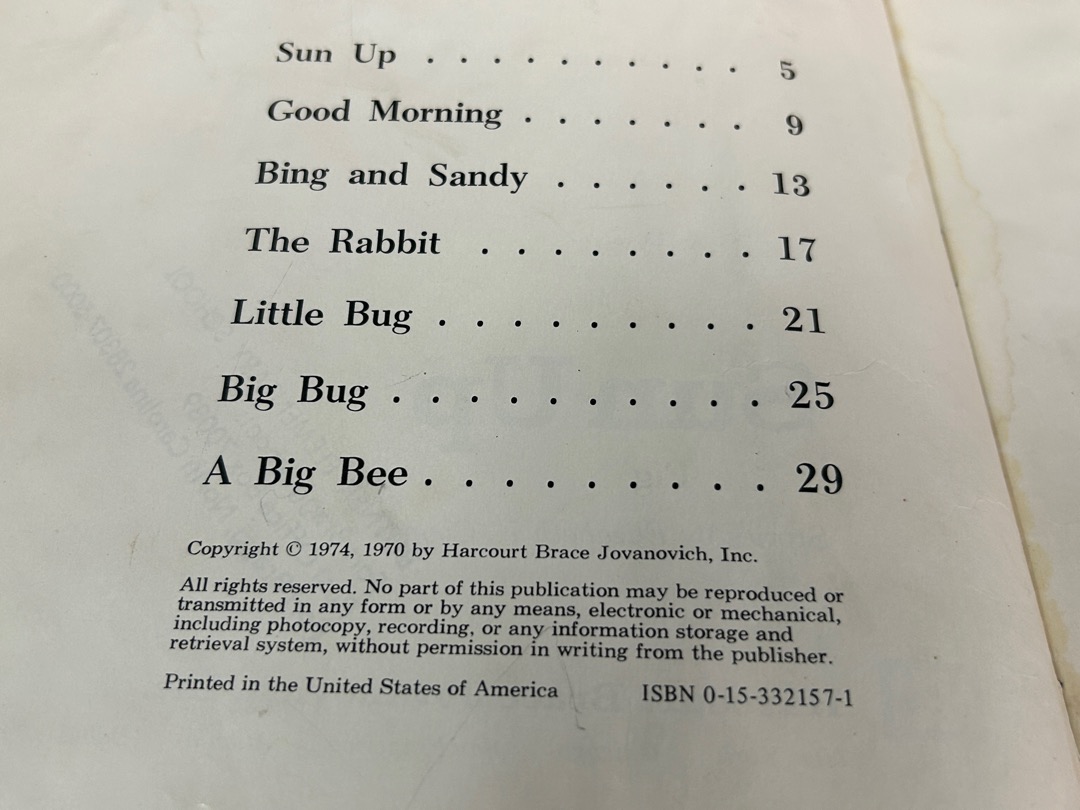 Sun Up . . . . . . . . . . 5
Good Morning . . . . . . . 9
Bing and Sandy . . . . . . 13
The Rabbit . . . . . . . . 17
Little Bug . . . . . . . . . 21
Big Bug . . . . . . . . . . 25
A Big Bee . . . . . . . . . 29
Copyright © 1974, 1970 by Harcourt Brace Jovanovich, Inc.
All rights reserved. No part of this publication may be reproduced or
transmitted in any form or by any means, electronic or mechanical,
including photocopy, recording, or any information storage and
retrieval system, without permission in writing from the publisher.
Printed in the United States of America ISBN 0-15-332157-1